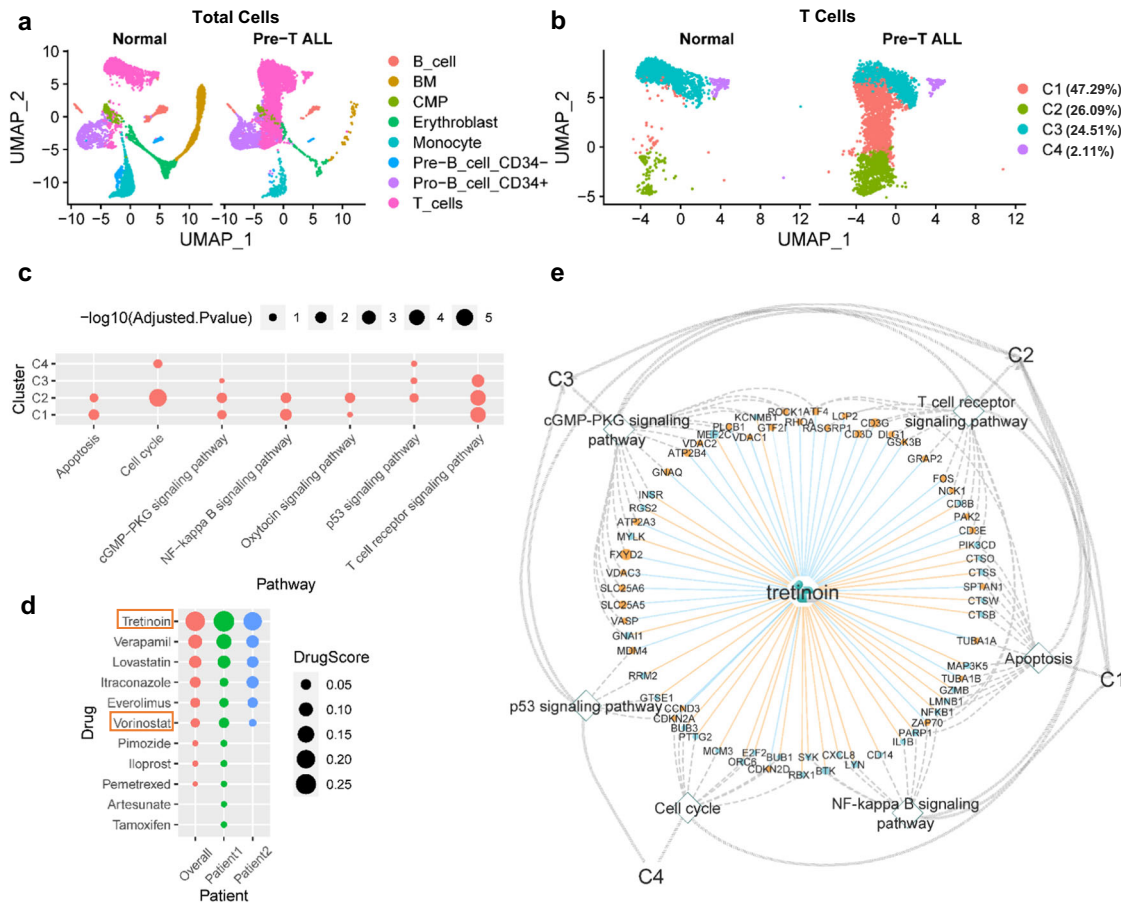 a
Total Cells
Normal
Pre-T ALL
UMAP_2
10
5
0
−5
−10
−10
−5
0
5
10
−10
−5
0
5
10
UMAP_1
B_cell
BM
CMP
Erythroblast
Monocyte
Pre-B_cell_CD34-
Pro-B_cell_CD34+
T_cells
b
T Cells
Normal
Pre-T ALL
UMAP_2
5
0
−5
−4
0
4
8
12
−4
0
4
8
12
UMAP_1
C1 (47.29%)
C2 (26.09%)
C3 (24.51%)
C4 (2.11%)
c
−log10(Adjusted.Pvalue)
1
2
3
4
5
Cluster
C4
C3
C2
C1
Apoptosis
Cell cycle
cGMP-PKG signaling pathway
NF-kappa B signaling pathway
Oxytocin signaling pathway
p53 signaling pathway
T cell receptor signaling pathway
Pathway
d
Drug
Tretinoin
Verapamil
Lovastatin
Itraconazole
Everolimus
Vorinostat
Pimozide
Iloprost
Pemetrexed
Artesunate
Tamoxifen
Overall
Patient1
Patient2
Patient
DrugScore
0.05
0.10
0.15
0.20
0.25
e
C3
C2
C1
C4
cGMP-PKG signaling
pathway
T cell receptor
signaling pathway
Apoptosis
NF-kappa B signaling
pathway
Cell cycle
p53 signaling pathway
tretinoin
ROCK1
ATF4
KCNMB1
RHOA
LCP2
PLCB1
GTF2I
RASGRP1
CD3G
MEF2C
VDAC1
CD3D
DLG1
VDAC2
GSK3B
ATP2B4
GRAP2
GNAQ
FOS
INSR
NCK1
RGS2
CD8B
ATP2A3
PAK2
MYLK
CD3E
FXYD2
PIK3CD
CTSO
VDAC3
CTSS
SLC25A6
SPTAN1
SLC25A5
CTSW
VASP
CTSB
GNAI1
TUBA1A
MDM4
MAP3K5
RRM2
TUBA1B
GTSE1
GZMB
CCND3
LMNB1
CDKN2A
NFKB1
BUB3
ZAP70
PTTG2
PARP1
IL1B
MCM3
E2F2
BUB1
SYK
CXCL8
CD14
ORC6
LYN
CDKN2D
RBX1
BTK